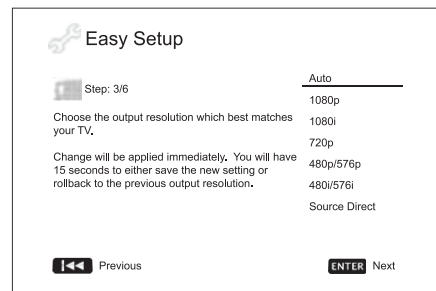 Easy Setup
Step: 3/6
Choose the output resolution which best matches
your TV.
Change will be applied immediately. You will have
15 seconds to either save the new setting or
rollback to the previous output resolution.
Auto
1080p
1080i
720p
480p/576p
480i/576i
Source Direct
Previous
ENTER Next